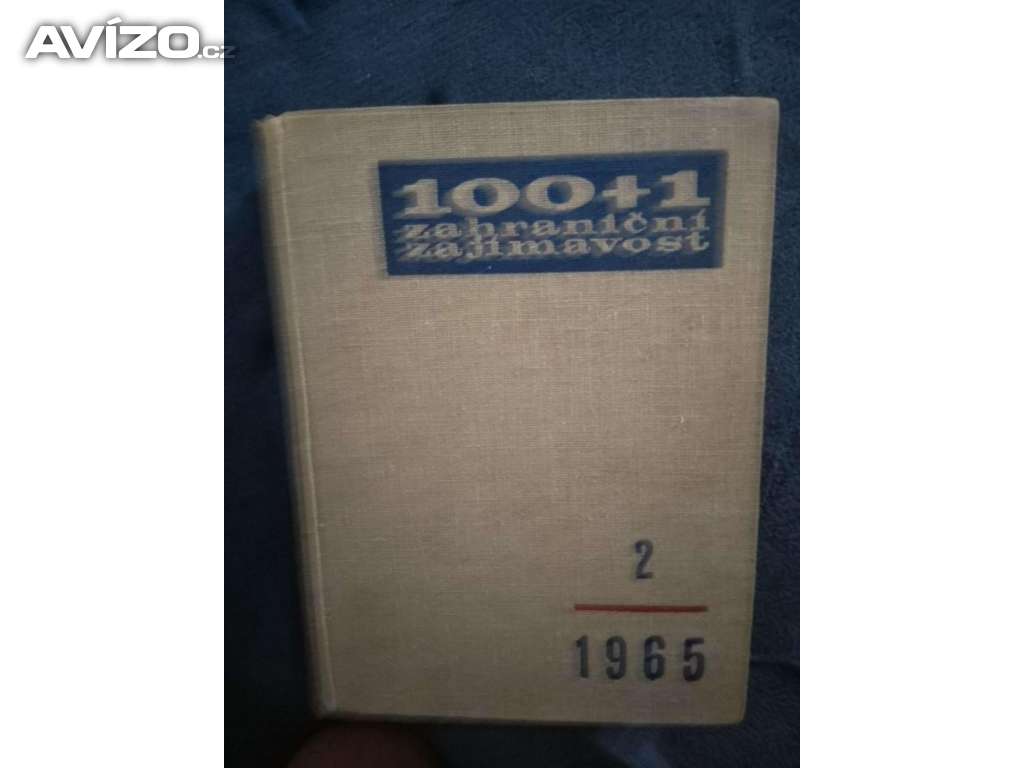 AVÍZO.cz
100+1
zahraniční
zajímavost
2
1965